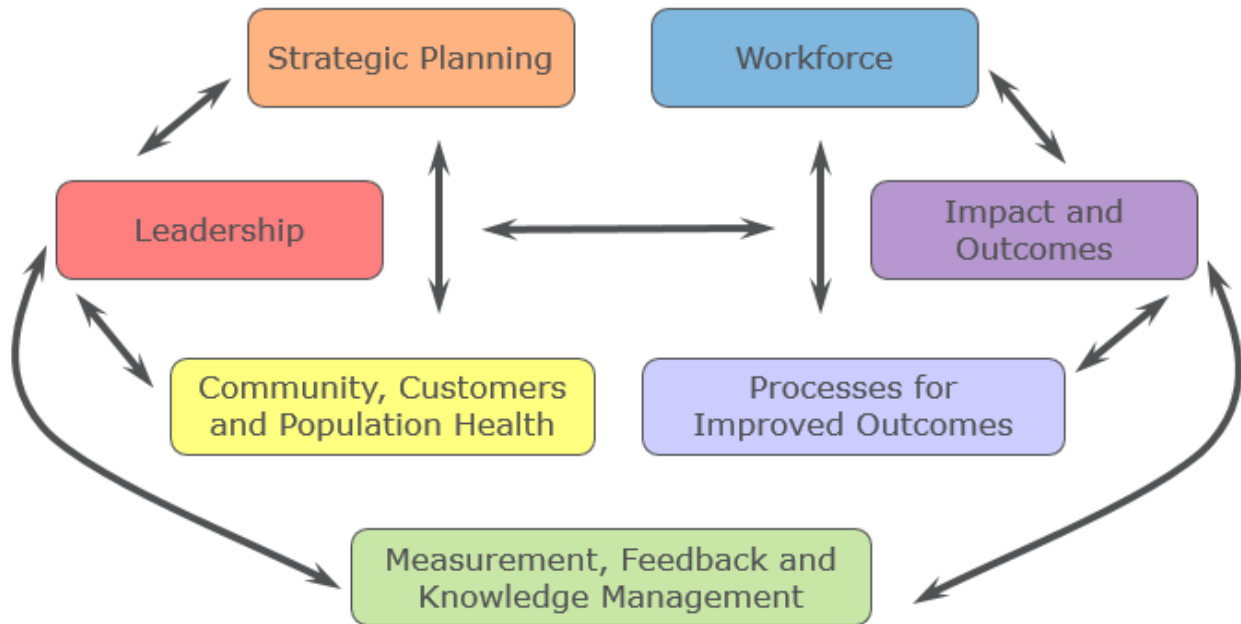 Strategic Planning
Workforce
Leadership
Impact and
Outcomes
Community, Customers
and Population Health
Processes for
Improved Outcomes
Measurement, Feedback and
Knowledge Management